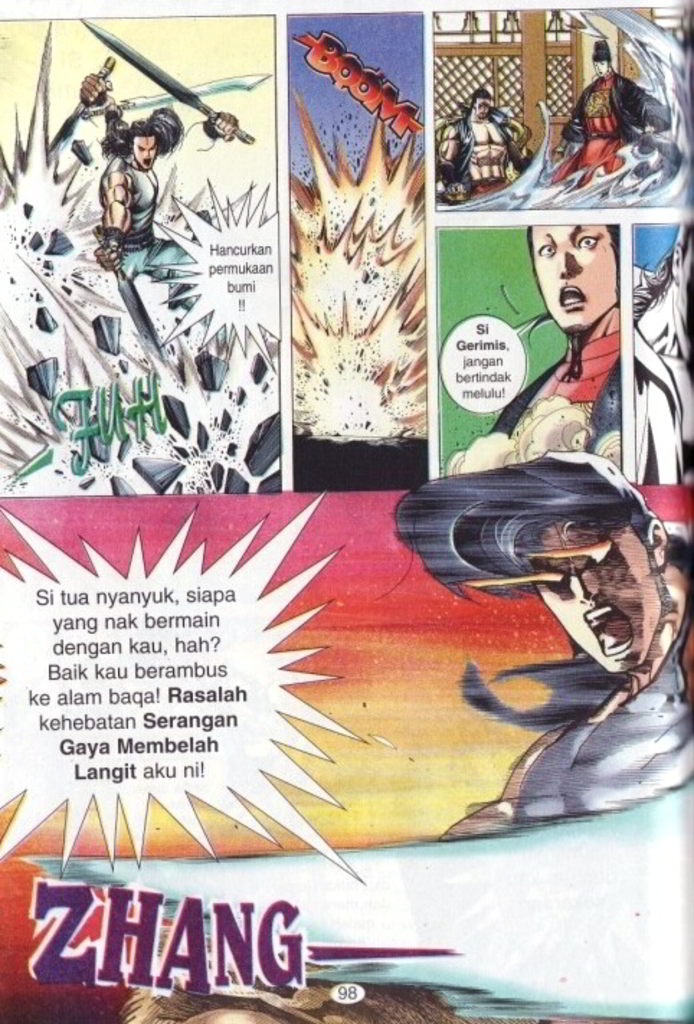 Hancurkan
permukaan
bumi
!!
FUH
BOOM
Si
Gerimis,
jangan
bertindak
melulu!
Si tua nyanyuk, siapa
yang nak bermain
dengan kau, hah?
Baik kau berambus
ke alam baqa! Rasalah
kehebatan Serangan
Gaya Membelah
Langit aku ni!
ZHANG
98